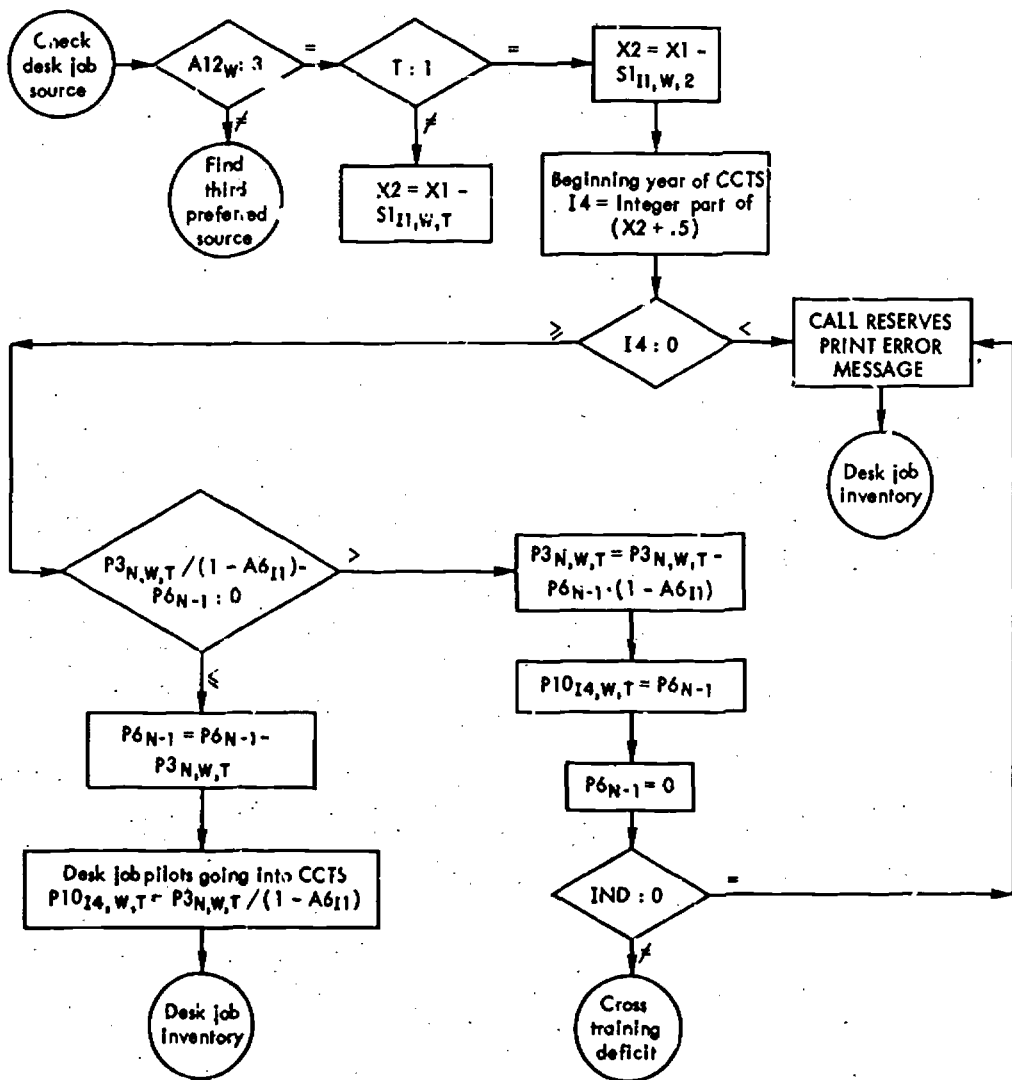 Check
desk job
source
A12W : 3
=
≠
T : 1
=
≠
X2 = X1 -
S1I1,W,2
Find
third
preferred
source
X2 = X1 -
S1I1,W,T
Beginning year of CCTS
I4 = Integer part of
(X2 + .5)
≥
I4 : 0
<
CALL RESERVES
PRINT ERROR
MESSAGE
Desk job
inventory
P3N,W,T /(1 - A6I1)-
P6N-1 : 0
>
≤
P3N,W,T = P3N,W,T -
P6N-1 · (1 - A6I1)
P10I4,W,T = P6N-1
P6N-1 = P6N-1 -
P3N,W,T
P6N-1 = 0
Desk job pilots going into CCTS
P10I4,W,T = P3N,W,T /(1 - A6I1)
IND : 0
=
≠
Desk job
inventory
Cross
training
deficit